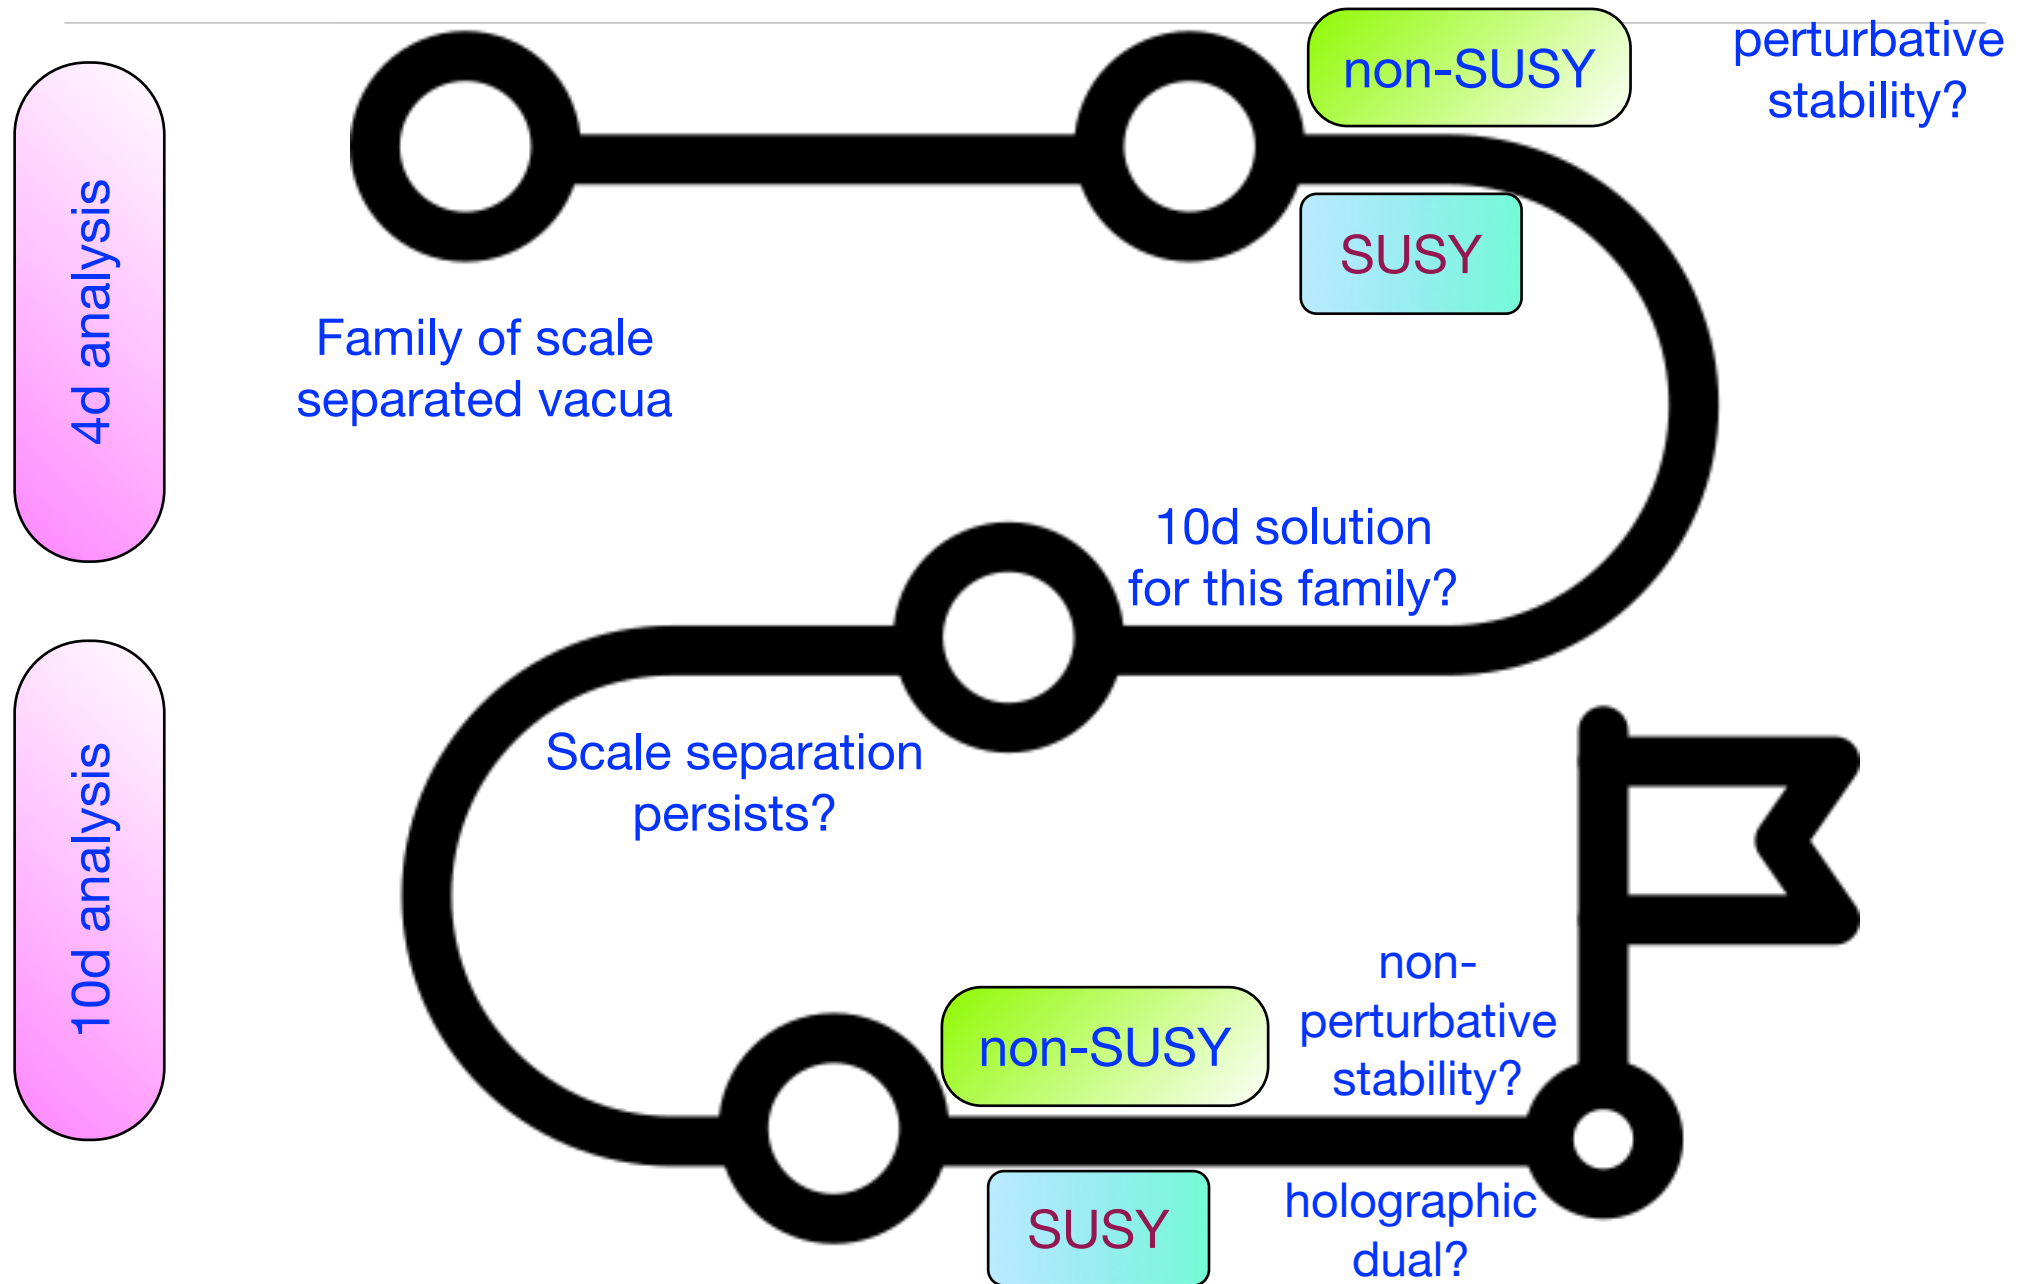 non-SUSY
perturbative
stability?
4d analysis
SUSY
Family of scale
separated vacua
10d solution
for this family?
10d analysis
Scale separation
persists?
non-SUSY
non-
perturbative
stability?
SUSY
holographic
dual?